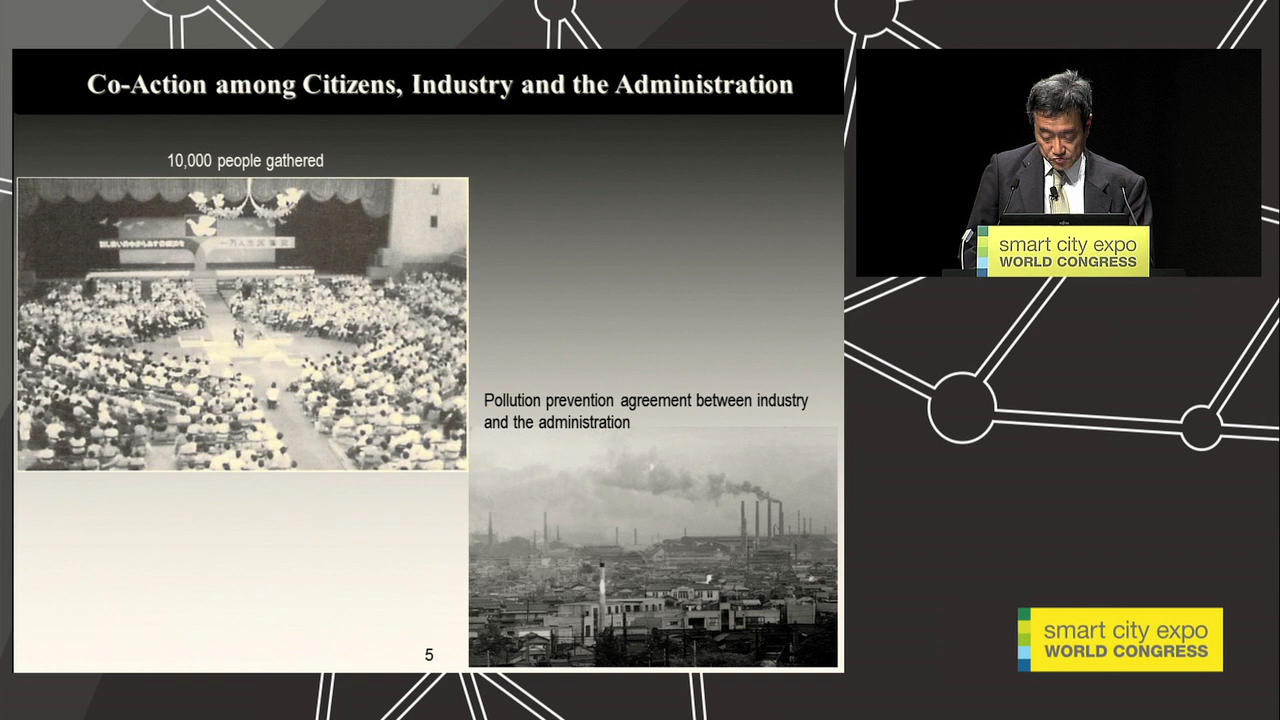 Co-Action among Citizens, Industry and the Administration
10,000 people gathered
Pollution prevention agreement between industry
and the administration
5
smart city expo
WORLD CONGRESS
smart city expo
WORLD CONGRESS